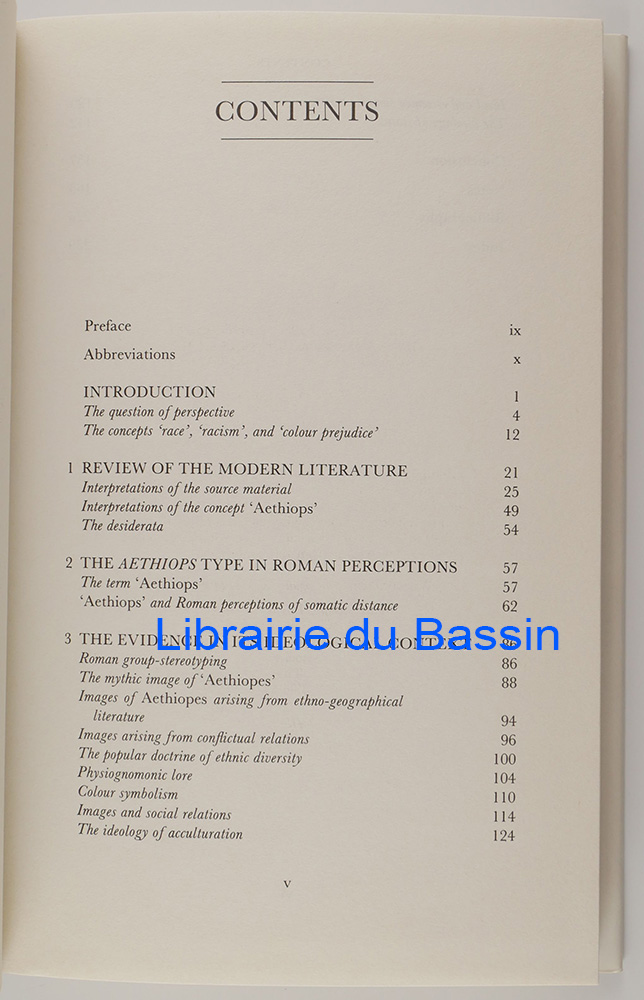 CONTENTS
Preface ix
Abbreviations x
INTRODUCTION 1
The question of perspective 4
The concepts ‘race’, ‘racism’, and ‘colour prejudice’ 12
1 REVIEW OF THE MODERN LITERATURE 21
Interpretations of the source material 25
Interpretations of the concept ‘Aethiops’ 49
The desiderata 54
2 THE AETHIOPS TYPE IN ROMAN PERCEPTIONS 57
The term ‘Aethiops’ 57
‘Aethiops’ and Roman perceptions of somatic distance 62
3 THE EVIDENCE IN ITS IDEOLOGICAL CONTEXT 86
Librairie du Bassin
Roman group-stereotyping 86
The mythic image of ‘Aethiopes’ 88
Images of Aethiopes arising from ethno-geographical
literature 94
Images arising from conflictual relations 96
The popular doctrine of ethnic diversity 100
Physiognomonic lore 104
Colour symbolism 110
Images and social relations 114
The ideology of acculturation 124
v